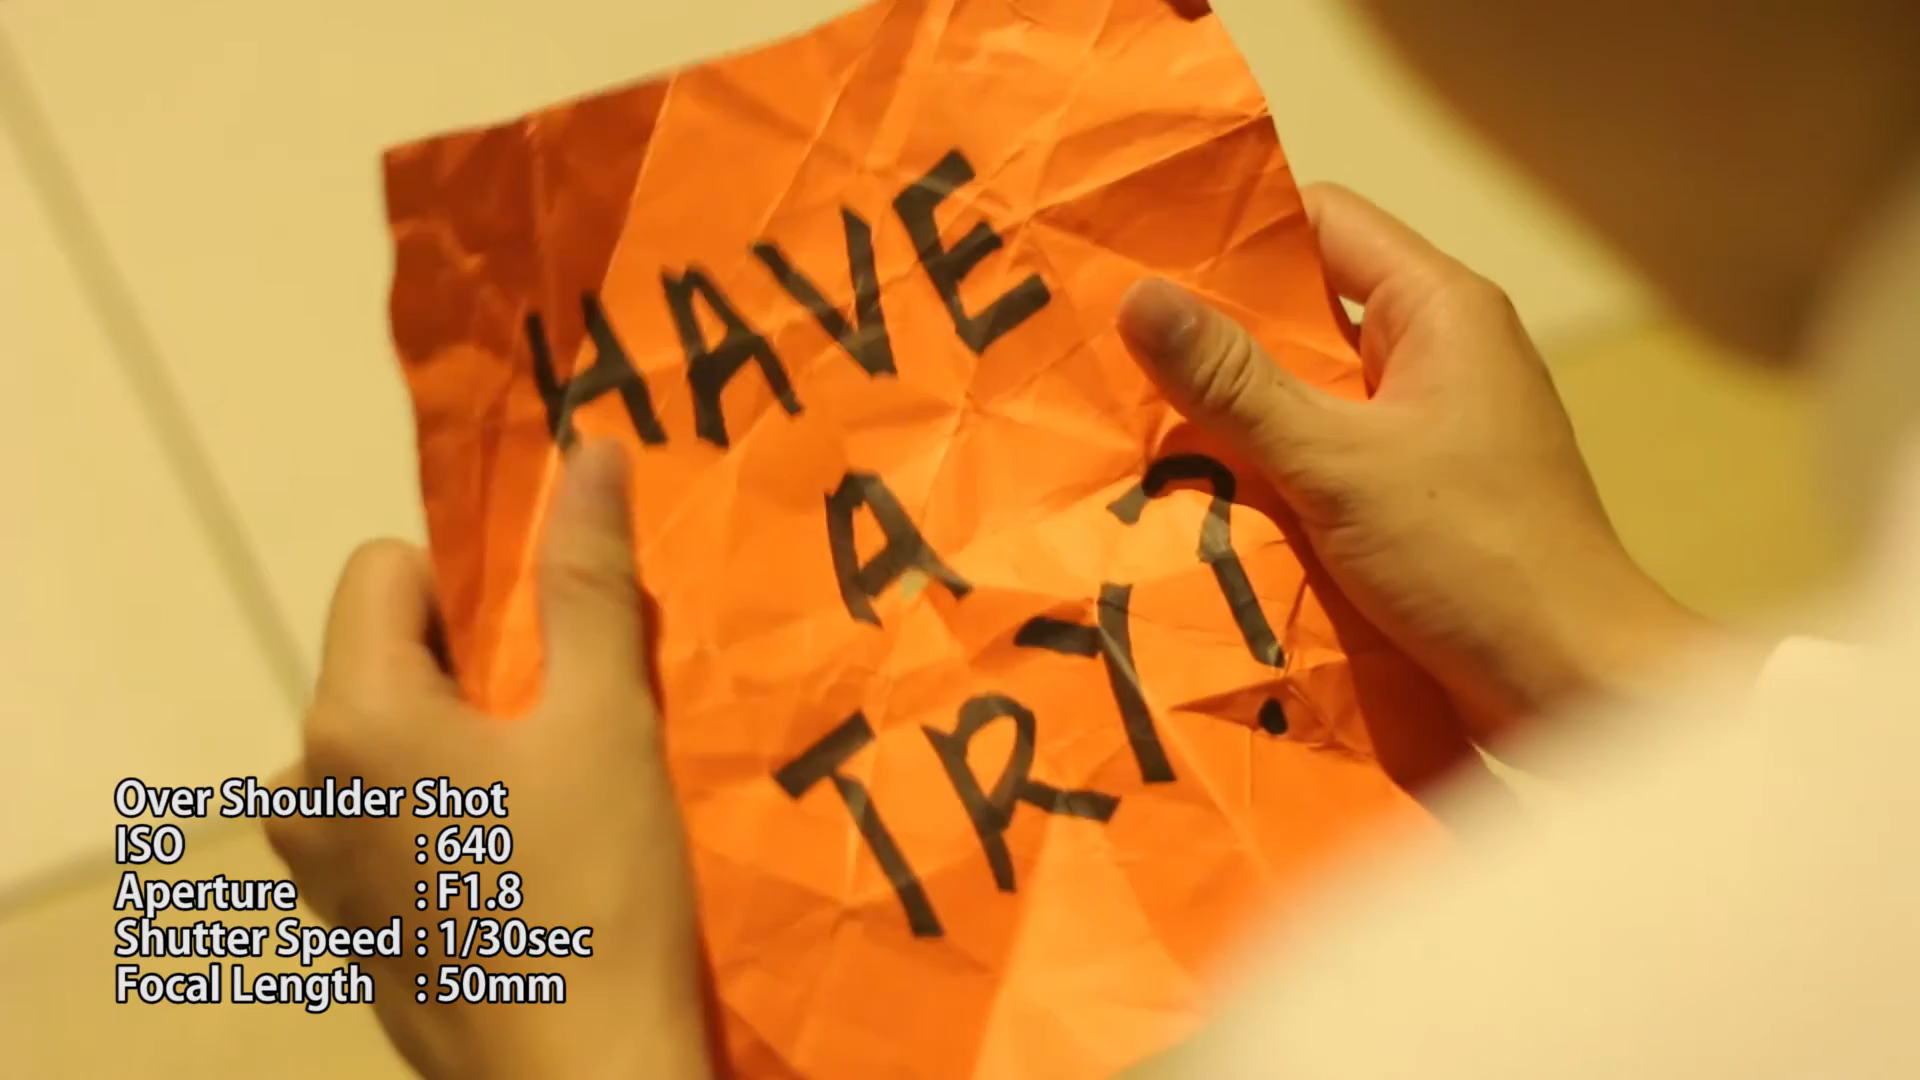 HAVE
A
TRY?
Over Shoulder Shot
ISO : 640
Aperture : F1.8
Shutter Speed : 1/30sec
Focal Length : 50mm